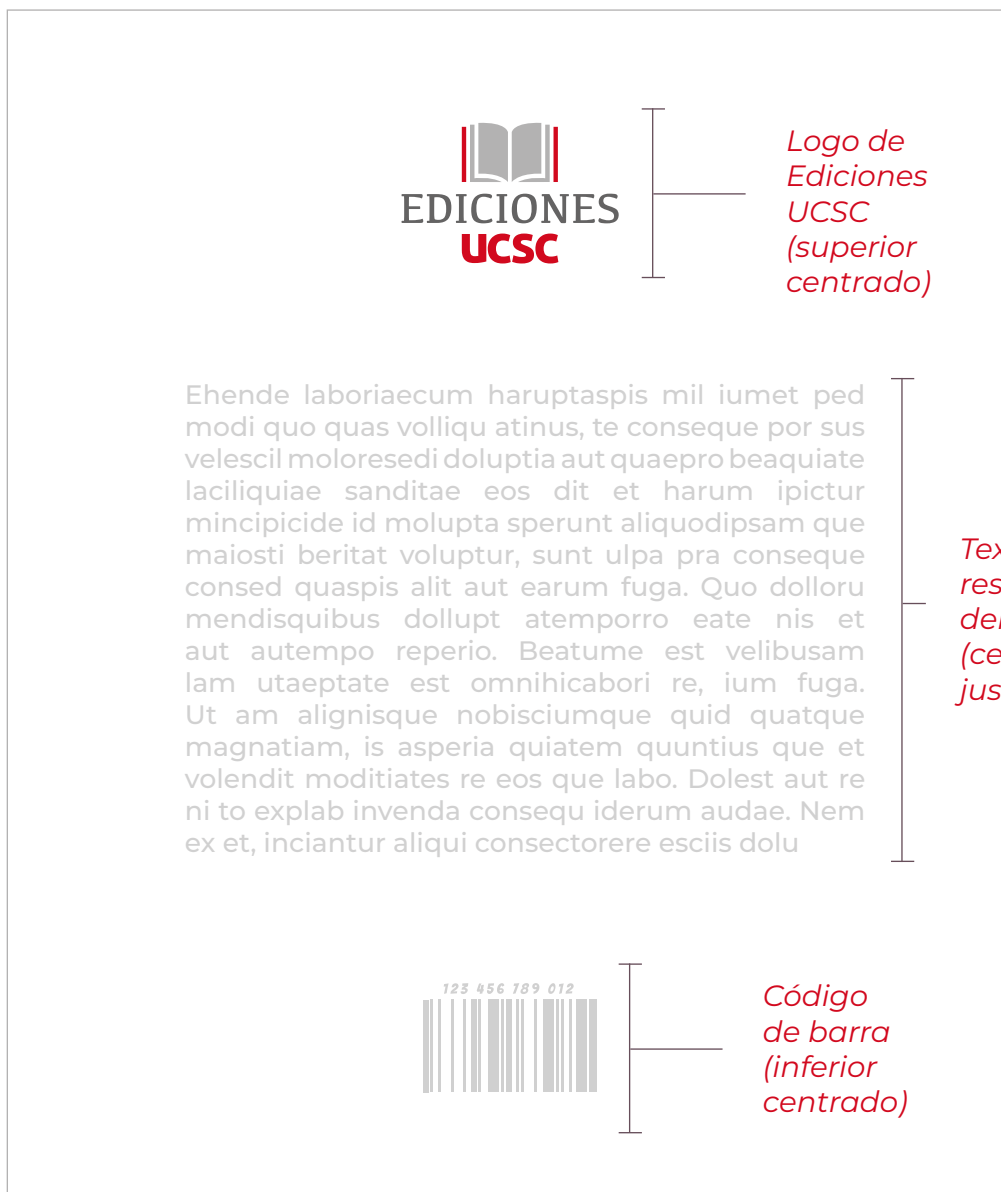 EDICIONES
UCSC
Logo de
Ediciones
UCSC
(superior
centrado)
Ehende laboriaecum haruptaspis mil iumet ped
modi quo quas volliqu atinus, te conseque por sus
velescil moloresedi doluptia aut quaepro beaquiate
laciliquiae sanditae eos dit et harum ipictur
mincipicide id molupta sperunt aliquodipsam que
maiosti beritat voluptur, sunt ulpa pra conseque
consed quaspis alit aut earum fuga. Quo dolloru
mendisquibus dollupt atemporro eate nis et
aut autempo reperio. Beatume est velibusam
lam utaeptate est omnihicabori re, ium fuga.
Ut am alignisque nobisciumque quid quatque
magnatiam, is asperia quiatem quuntius que et
volendit moditiates re eos que labo. Dolest aut re
ni to explab invenda consequ iderum audae. Nem
ex et, inciantur aliqui consectorere esciis dolu
123 456 789 012
Código
de barra
(inferior
centrado)